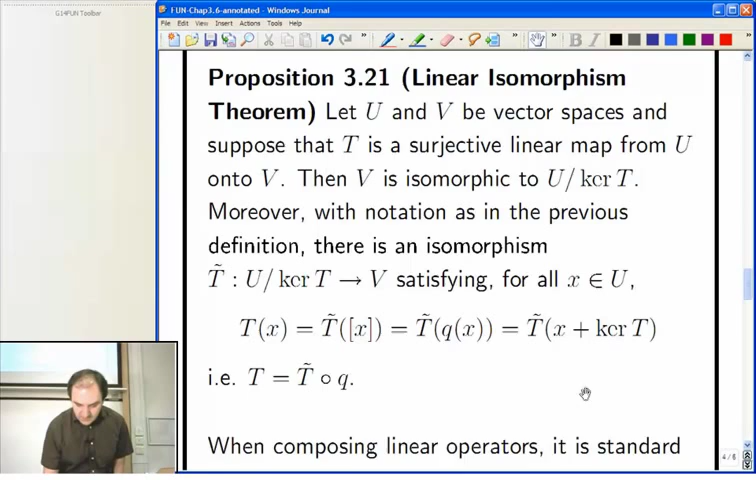 G14FUN Toolbar
FUN-Chap3.6-annotated - Windows Journal
File Edit View Insert Actions Tools Help
B I
Proposition 3.21 (Linear Isomorphism
Theorem) Let U and V be vector spaces and
suppose that T is a surjective linear map from U
onto V. Then V is isomorphic to U/ker T.
Moreover, with notation as in the previous
definition, there is an isomorphism
T̃ : U/ker T → V satisfying, for all x ∈ U,
T(x) = T̃([x]) = T̃(q(x)) = T̃(x + ker T)
i.e. T = T̃ ∘ q.
When composing linear operators, it is standard
4 / 6